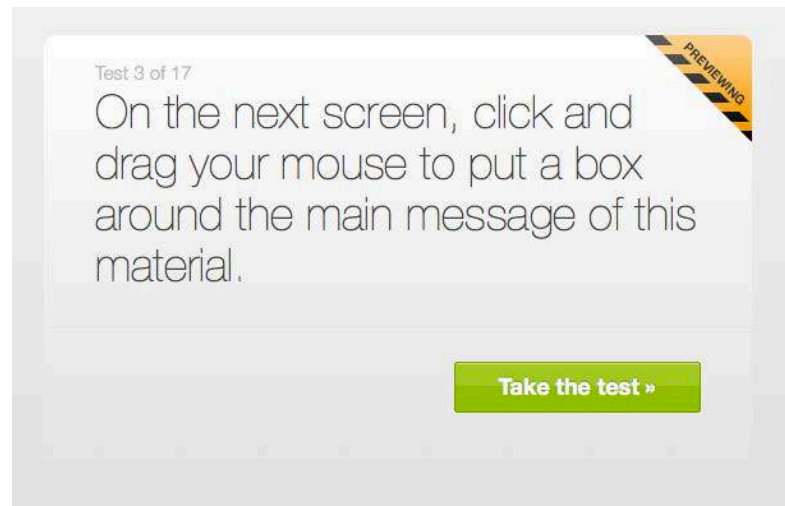 PREVIEWING
Test 3 of 17
On the next screen, click and
drag your mouse to put a box
around the main message of this
material.
Take the test »